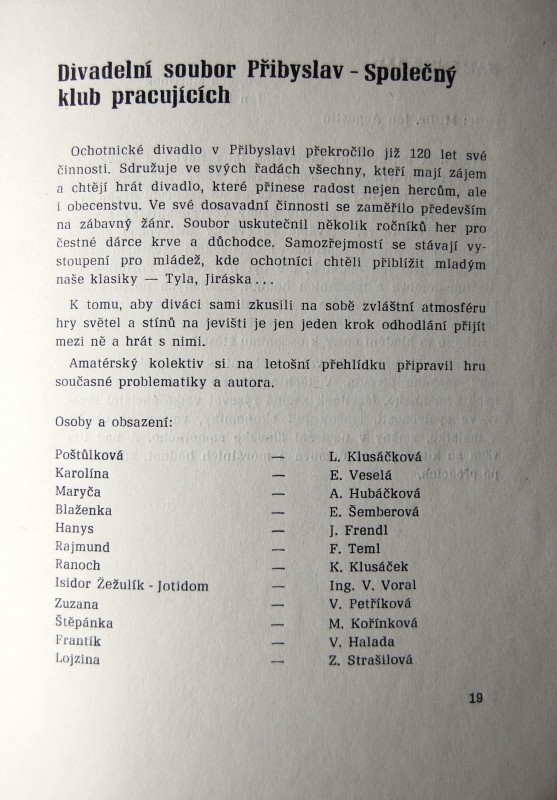 Divadelní soubor Přibyslav - Společný
klub pracujících
Ochotnické divadlo v Přibyslavi překročilo již 120 let své
činnosti. Sdružuje ve svých řadách všechny, kteří mají zájem
a chtějí hrát divadlo, které přinese radost nejen hercům, ale
i obecenstvu. Ve své dosavadní činnosti se zaměřilo především
na zábavný žánr. Soubor uskutečnil několik ročníků her pro
čestné dárce krve a důchodce. Samozřejmostí se stávají vy-
stoupení pro mládež, kde ochotníci chtěli přiblížit mladým
naše klasiky — Tyla, Jiráska...
K tomu, aby diváci sami zkusili na sobě zvláštní atmosféru
hry světel a stínů na jevišti je jen jeden krok odhodlání přijít
mezi ně a hrát s nimi.
Amatérský kolektiv si na letošní přehlídku připravil hru
současné problematiky a autora.
Osoby a obsazení:
Poštůlková — L. Klusáčková
Karolína — E. Veselá
Maryča — A. Hubáčková
Blaženka — E. Šemberová
Hanys — J. Frendl
Rajmund — F. Teml
Ranoch — K. Klusáček
Isidor Žežulík - Jotidom — Ing. V. Voral
Zuzana — V. Petříková
Štěpánka — M. Kořínková
Frantík — V. Halada
Lojzina — Z. Strašilová
19